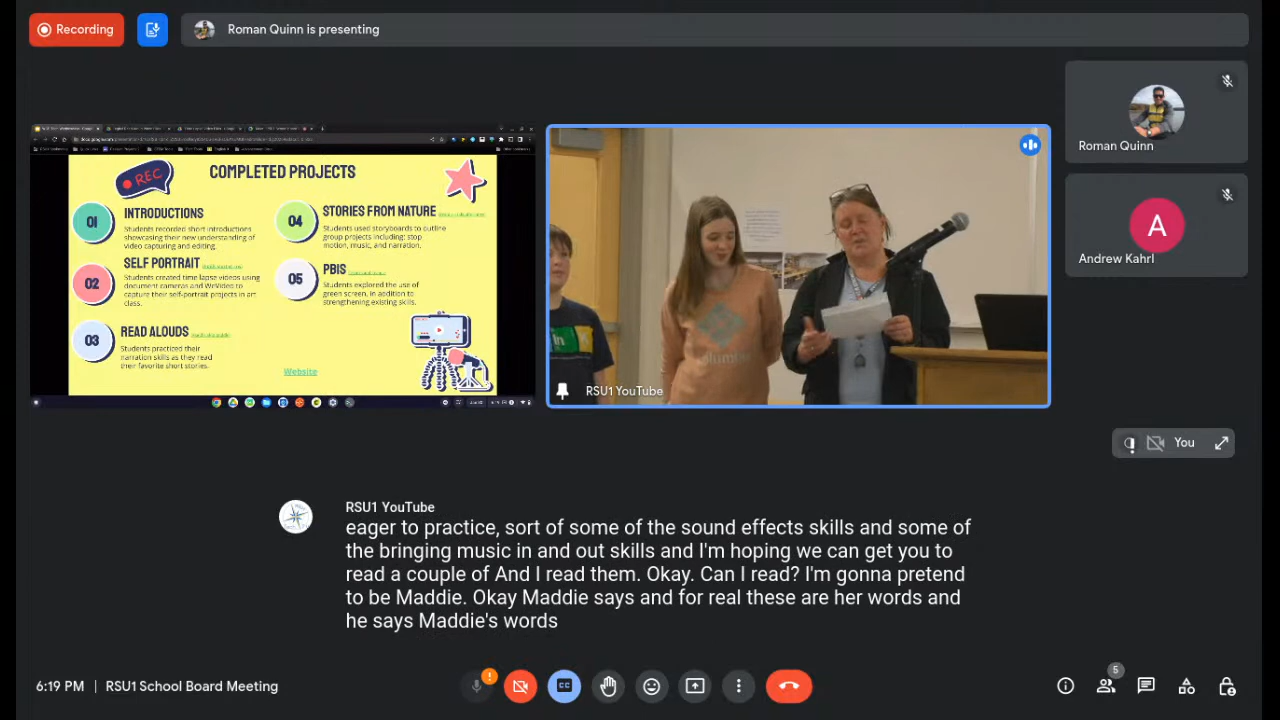 Recording
Roman Quinn is presenting
REC
COMPLETED PROJECTS
01
INTRODUCTIONS
Students recorded short introductions
showcasing their new understanding of
video capturing and editing.
02
SELF PORTRAIT
Students created time lapse videos using
document cameras and WeVideo to
capture their self-portrait projects in art
class.
03
READ ALOUDS
Students practiced their
narration skills as they read
their favorite short stories.
04
STORIES FROM NATURE
Students used storyboards to outline
group projects including: stop
motion, music, and narration.
05
PBIS
Students explored the use of
green screen, in addition to
strengthening existing skills.
Website
RSU1 YouTube
Roman Quinn
A
Andrew Kahrl
You
RSU1 YouTube
eager to practice, sort of some of the sound effects skills and some of
the bringing music in and out skills and I'm hoping we can get you to
read a couple of And I read them. Okay. Can I read? I'm gonna pretend
to be Maddie. Okay Maddie says and for real these are her words and
he says Maddie's words
6:19 PM | RSU1 School Board Meeting
CC
5